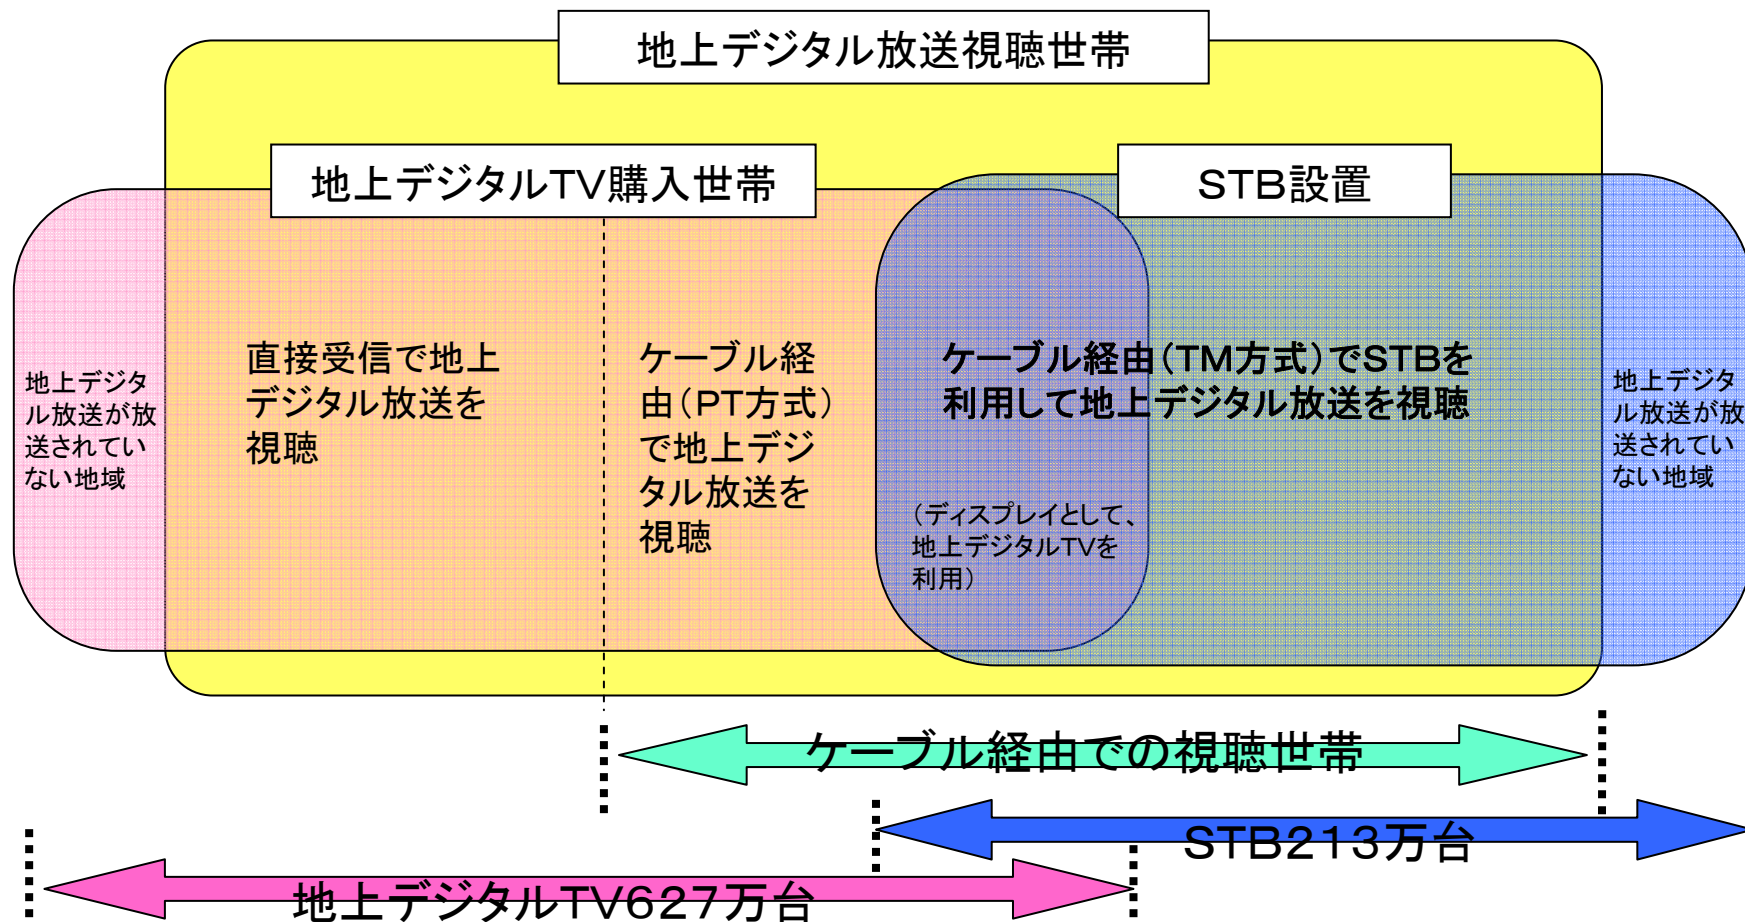 地上デジタル放送視聴世帯
地上デジタルTV購入世帯
STB設置
地上デジタ
ル放送が放
送されてい
ない地域
直接受信で地上
デジタル放送を
視聴
ケーブル経
由(PT方式)
で地上デジ
タル放送を
視聴
ケーブル経由(TM方式)でSTBを
利用して地上デジタル放送を視聴
(ディスプレイとして、
地上デジタルTVを
利用)
地上デジタ
ル放送が放
送されてい
ない地域
ケーブル経由での視聴世帯
STB213万台
地上デジタルTV627万台